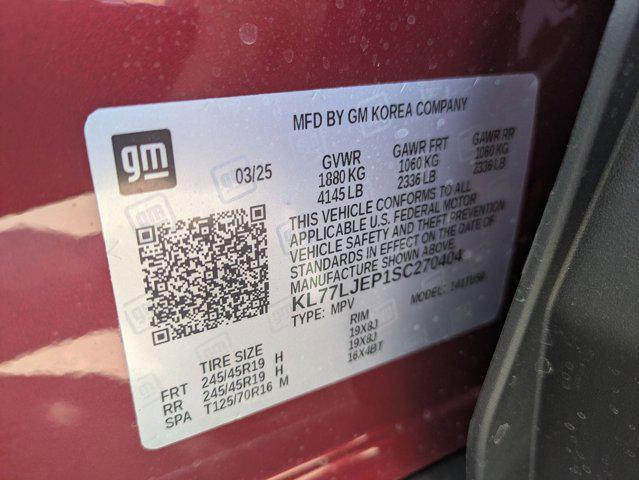 MFD BY GM KOREA COMPANY
gm
03/25
GVWR
1880 KG
4145 LB
GAWR FRT
1060 KG
2336 LB
GAWR RR
1060 KG
2336 LB
THIS VEHICLE CONFORMS TO ALL
APPLICABLE U.S. FEDERAL MOTOR
VEHICLE SAFETY AND THEFT PREVENTION
STANDARDS IN EFFECT ON THE DATE OF
MANUFACTURE SHOWN ABOVE.
KL77LJEP1SC270404
TYPE: MPV
MODEL: 141TU58
TIRE SIZE
RIM
FRT 245/45R19 H 19X8J
RR 245/45R19 H 19X8J
SPA T125/70R16 M 16X4BT